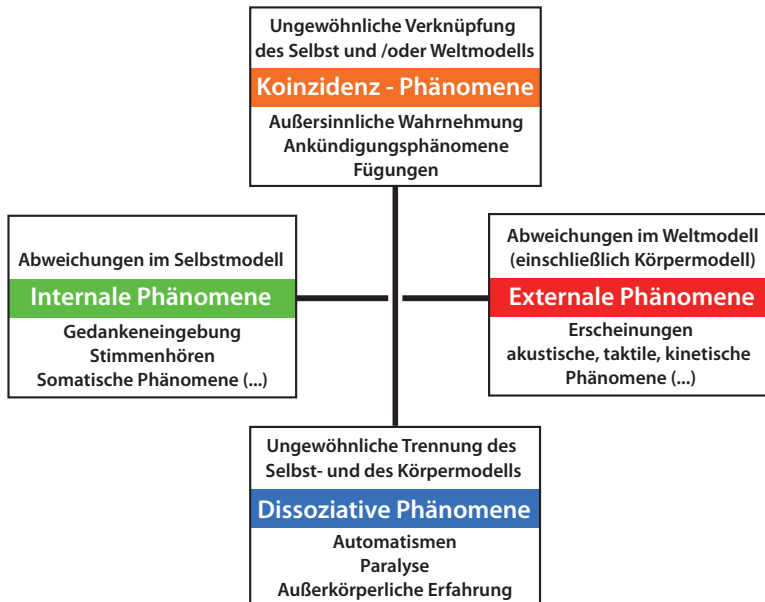 Ungewöhnliche Verknüpfung
des Selbst und /oder Weltmodells
Koinzidenz - Phänomene
Außersinnliche Wahrnehmung
Ankündigungsphänomene
Fügungen
Abweichungen im Selbstmodell
Internale Phänomene
Gedankeneingebung
Stimmenhören
Somatische Phänomene (...)
Abweichungen im Weltmodell
(einschließlich Körpermodell)
Externale Phänomene
Erscheinungen
akustische, taktile, kinetische
Phänomene (...)
Ungewöhnliche Trennung des
Selbst- und des Körpermodells
Dissoziative Phänomene
Automatismen
Paralyse
Außerkörperliche Erfahrung